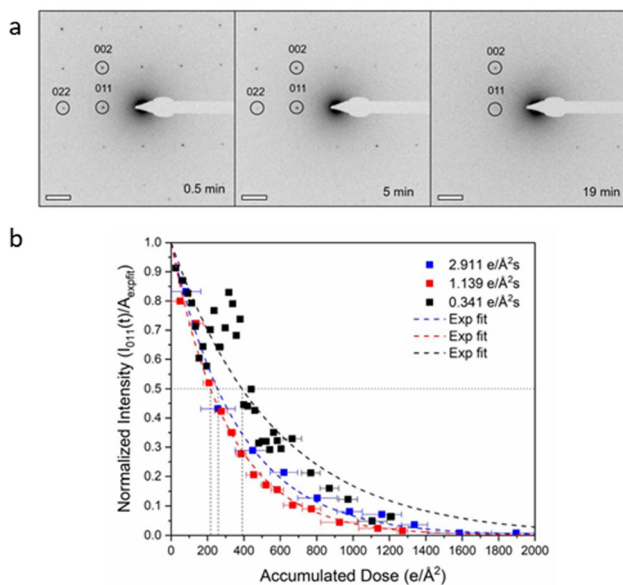 a
002
022
011
0.5 min
002
022
011
5 min
002
011
19 min
b
Normalized Intensity (I011(t)/Aexpfit)
1.0
0.9
0.8
0.7
0.6
0.5
0.4
0.3
0.2
0.1
0.0
2.911 e/Å²s
1.139 e/Å²s
0.341 e/Å²s
Exp fit
Exp fit
Exp fit
0 200 400 600 800 1000 1200 1400 1600 1800 2000
Accumulated Dose (e/Å²)